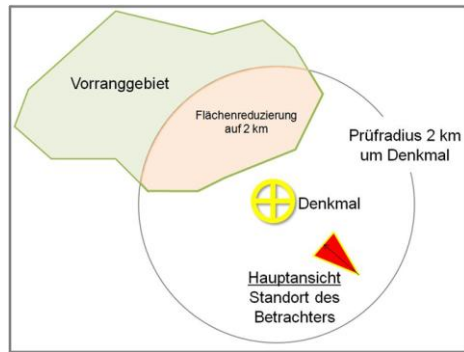 Vorranggebiet
Flächenreduzierung
auf 2 km
Prüfradius 2 km
um Denkmal
Denkmal
Hauptansicht
Standort des
Betrachters